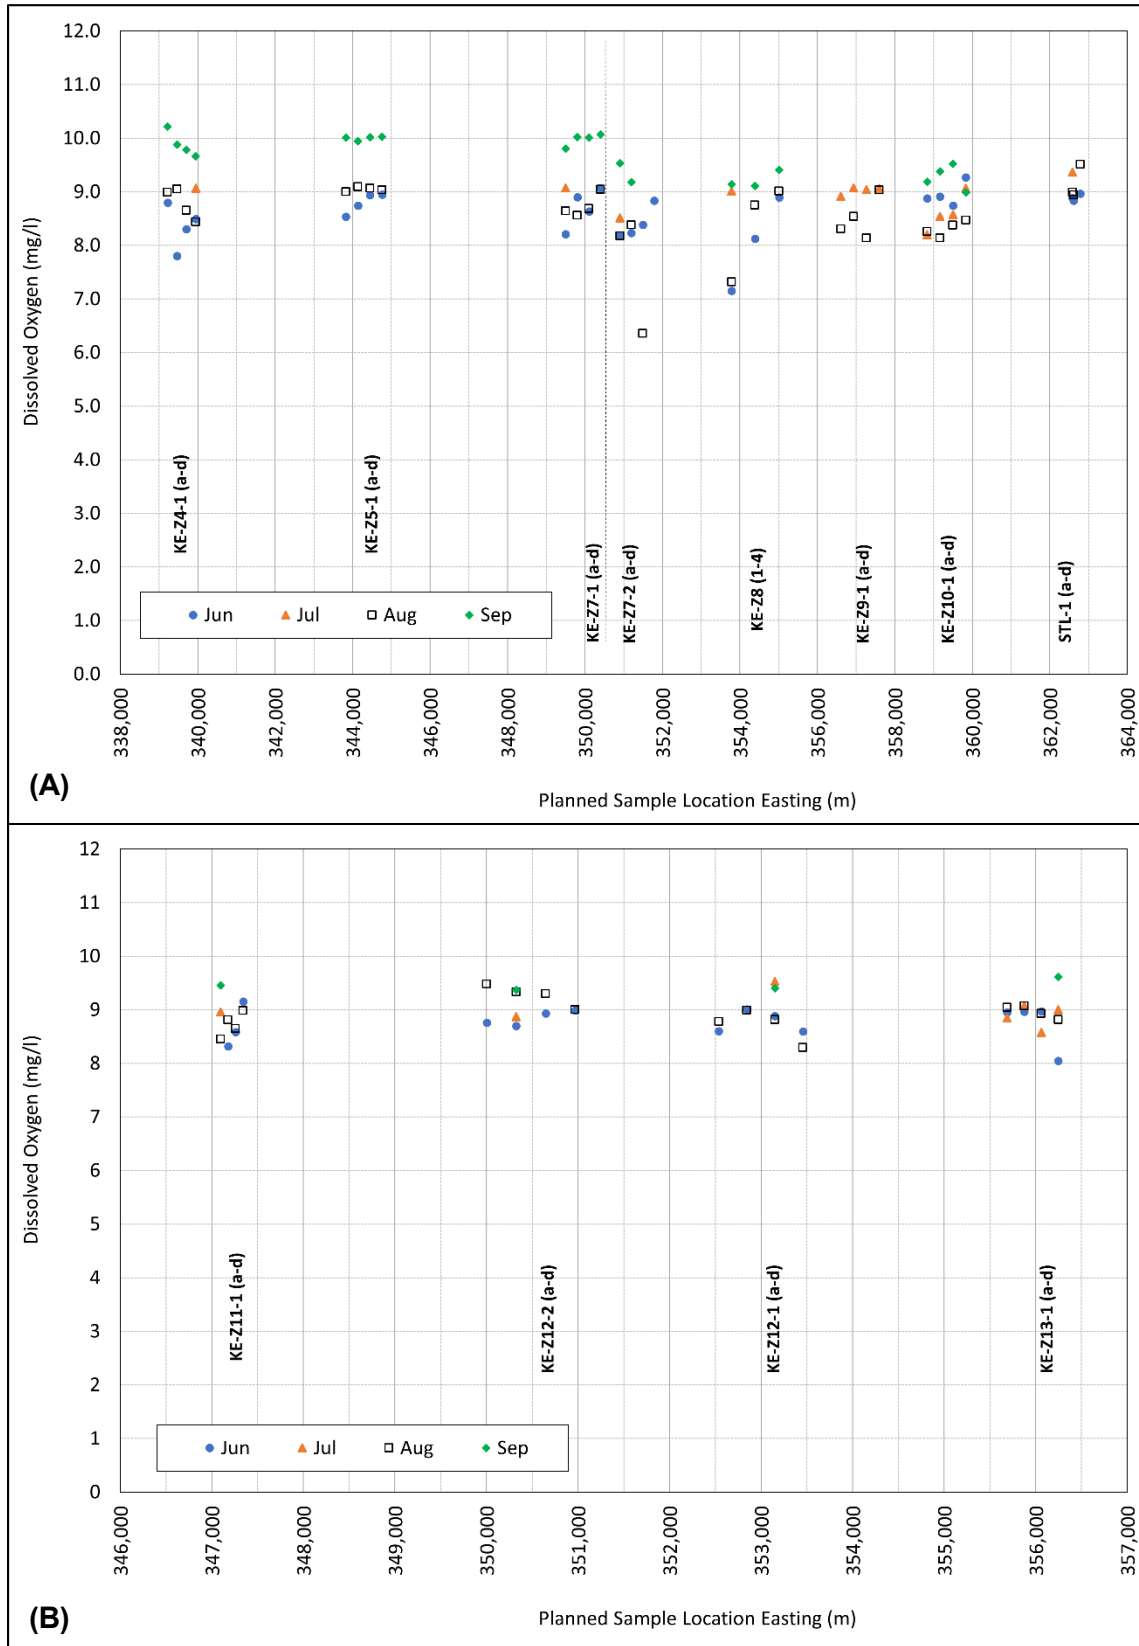 12.0
11.0
10.0
9.0
8.0
7.0
6.0
5.0
4.0
3.0
2.0
1.0
0.0
Dissolved Oxygen (mg/l)
KE-Z4-1 (a-d)
KE-Z5-1 (a-d)
KE-Z7-1 (a-d)
KE-Z7-2 (a-d)
KE-Z8 (1-4)
KE-Z9-1 (a-d)
KE-Z10-1 (a-d)
STL-1 (a-d)
Jun Jul Aug Sep
338,000 340,000 342,000 344,000 346,000 348,000 350,000 352,000 354,000 356,000 358,000 360,000 362,000 364,000
(A)
Planned Sample Location Easting (m)
12
11
10
9
8
7
6
5
4
3
2
1
0
Dissolved Oxygen (mg/l)
KE-Z11-1 (a-d)
KE-Z12-2 (a-d)
KE-Z12-1 (a-d)
KE-Z13-1 (a-d)
Jun Jul Aug Sep
346,000 347,000 348,000 349,000 350,000 351,000 352,000 353,000 354,000 355,000 356,000 357,000
(B)
Planned Sample Location Easting (m)